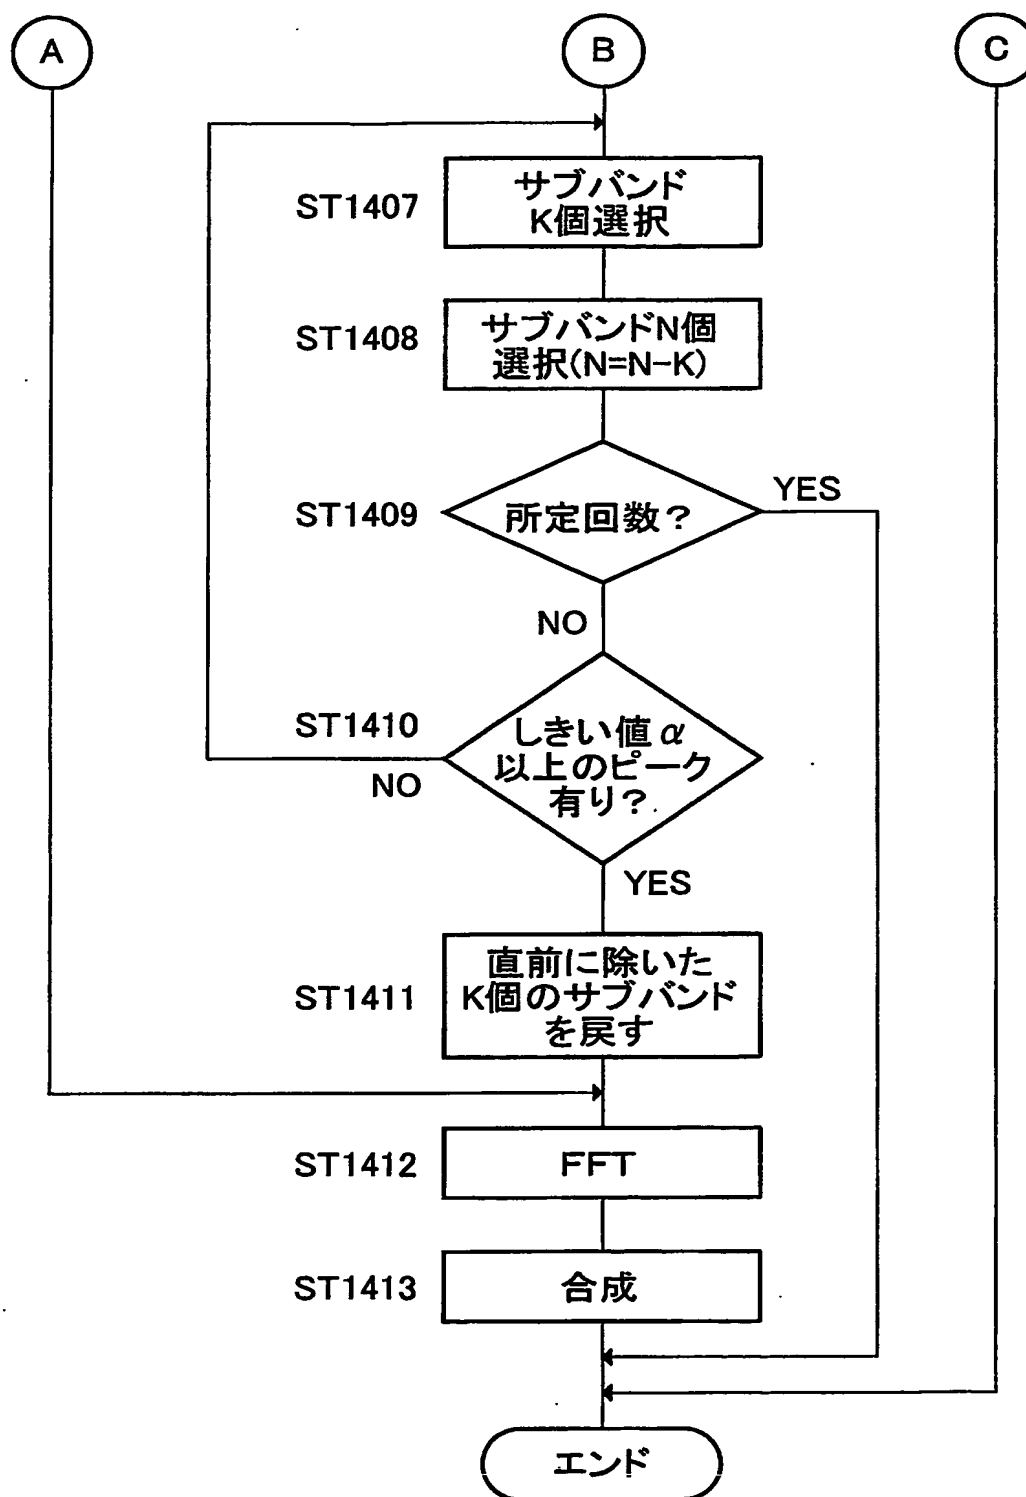 A
B
C
ST1407
サブバンド
K個選択
ST1408
サブバンドN個
選択(N=N-K)
ST1409
所定回数？
YES
NO
ST1410
しきい値α
以上のピーク
有り？
NO
YES
ST1411
直前に除いた
K個のサブバンド
を戻す
ST1412
FFT
ST1413
合成
エンド